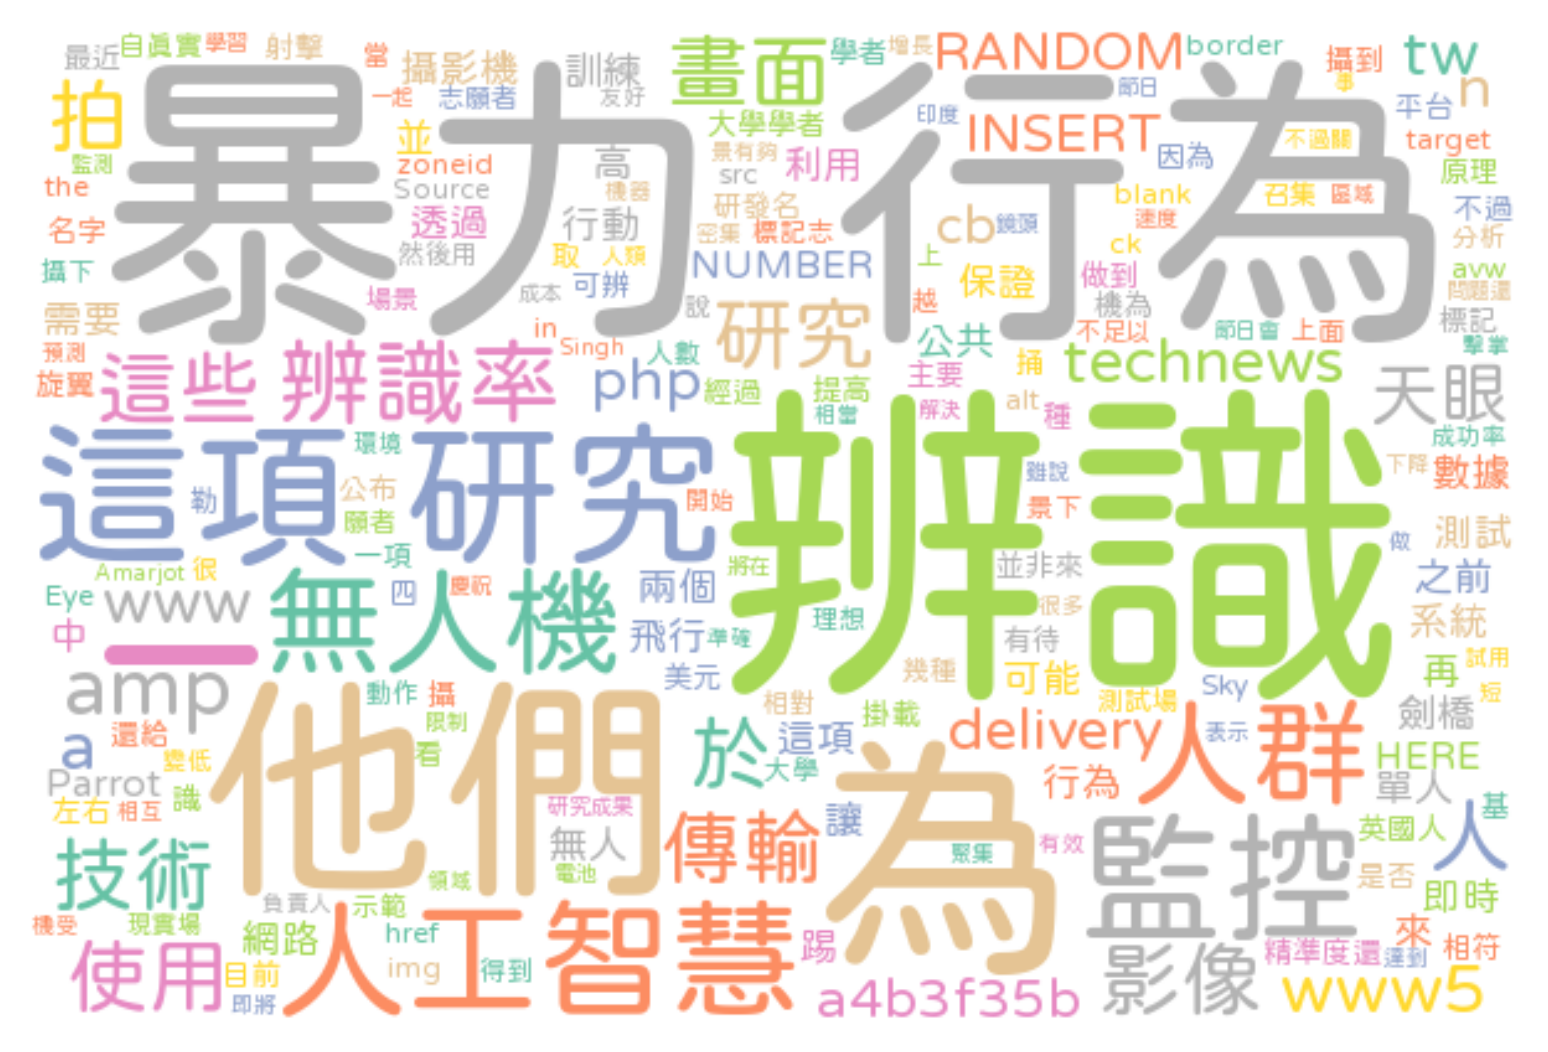 最近
自
真實
學習
射擊
當
攝影機
訓練
畫面
學者
增長
RANDOM
border
攝到
tw
拍
暴力行為
一起
志願者
友好
節日
事
平台
n
監測
並
大學學者
印度
INSERT
因為
不過關
target
the
zoneid
高
景有夠
利用
原理
Source
機器
src
blank
召集
區域
名字
透過
行動
研發名
cb
鏡頭
速度
不過
密集
標記志
ck
分析
攝下
然後用
取
人類
NUMBER
上
保證
做到
avw
場景
成本
可辨
說
越
機為
問題還
需要
in
研究
公共
不足以
節日會
上面
標記
預測
Singh
人數
擊掌
旋翼
這些
辨識率
php
經過
提高
主要
捅
technews
天眼
相當
解決
alt
種
成功率
這項研究
辨識
環境
雖說
下降
數據
勒
公布
開始
景下
願者
測試
一項
將在
並非來
做
Amarjot
很
四
慶祝
兩個
之前
Eye
www
無人機
理想
很多
系統
中
飛行
準確
有待
一
美元
幾種
可能
再
試用
amp
動作
攝
相對
測試場
Sky
短
他們
限制
掛載
劍橋
還給
於
這項
delivery
表示
人群
a
變低
看
大學
為
HERE
Parrot
行為
單人
左右
相互
識
研究成果
讓
基
技術
無人
傳輸
聚集
有效
監控
英國人
人
領域
電池
是否
即時
負責人
示範
機受
現實場
網路
href
人工智慧
踢
來
相符
使用
目前
img
得到
影像
精準度還
達到
即將
a4b3f35b
www5